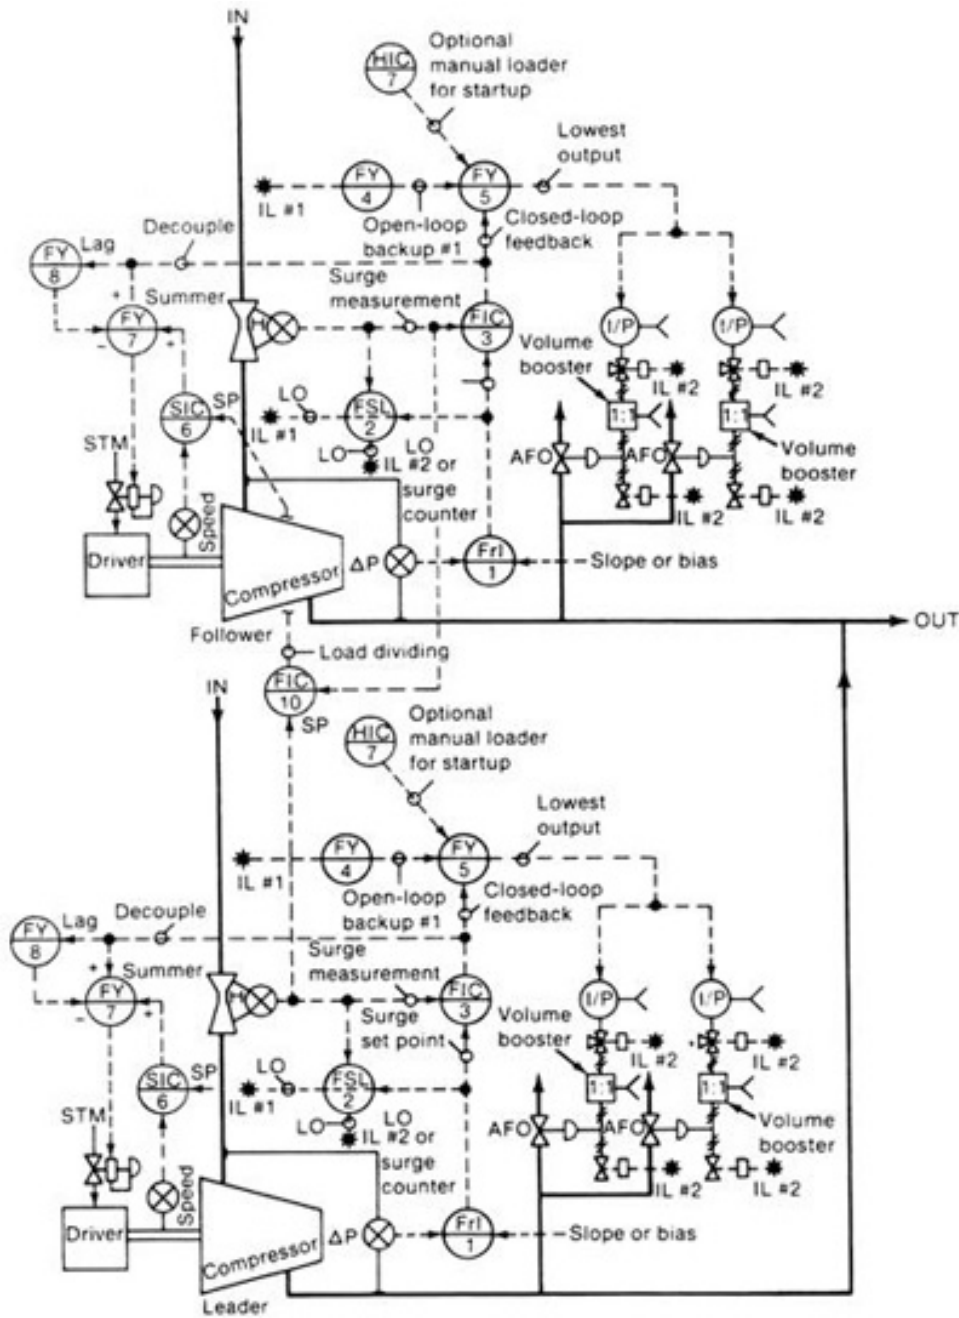 IN
HIC
7
Optional
manual loader
for startup
Lowest
output
IL #1
FY
4
FY
5
Open-loop
backup #1
Closed-loop
feedback
Decouple
Lag
FY
8
Summer
+
FY
7
-
+
Surge
measurement
H
FIC
3
I/P
I/P
Volume
booster
IL #2
IL #2
1:1
1:1
Volume
booster
SIC
6
SP
LO
IL #1
FSL
2
LO
LO
IL #2 or
surge
counter
AFO
AFO
IL #2
IL #2
STM
Driver
Speed
Compressor
ΔP
FrI
1
Slope or bias
OUT
Follower
Load dividing
FIC
10
SP
IN
HIC
7
Optional
manual loader
for startup
Lowest
output
IL #1
FY
4
FY
5
Open-loop
backup #1
Closed-loop
feedback
Decouple
Lag
FY
8
Summer
+
FY
7
-
+
Surge
measurement
H
FIC
3
Surge
set point
I/P
I/P
Volume
booster
IL #2
IL #2
1:1
1:1
Volume
booster
SIC
6
SP
LO
IL #1
FSL
2
LO
LO
IL #2 or
surge
counter
AFO
AFO
IL #2
IL #2
STM
Driver
Speed
Compressor
ΔP
FrI
1
Slope or bias
Leader